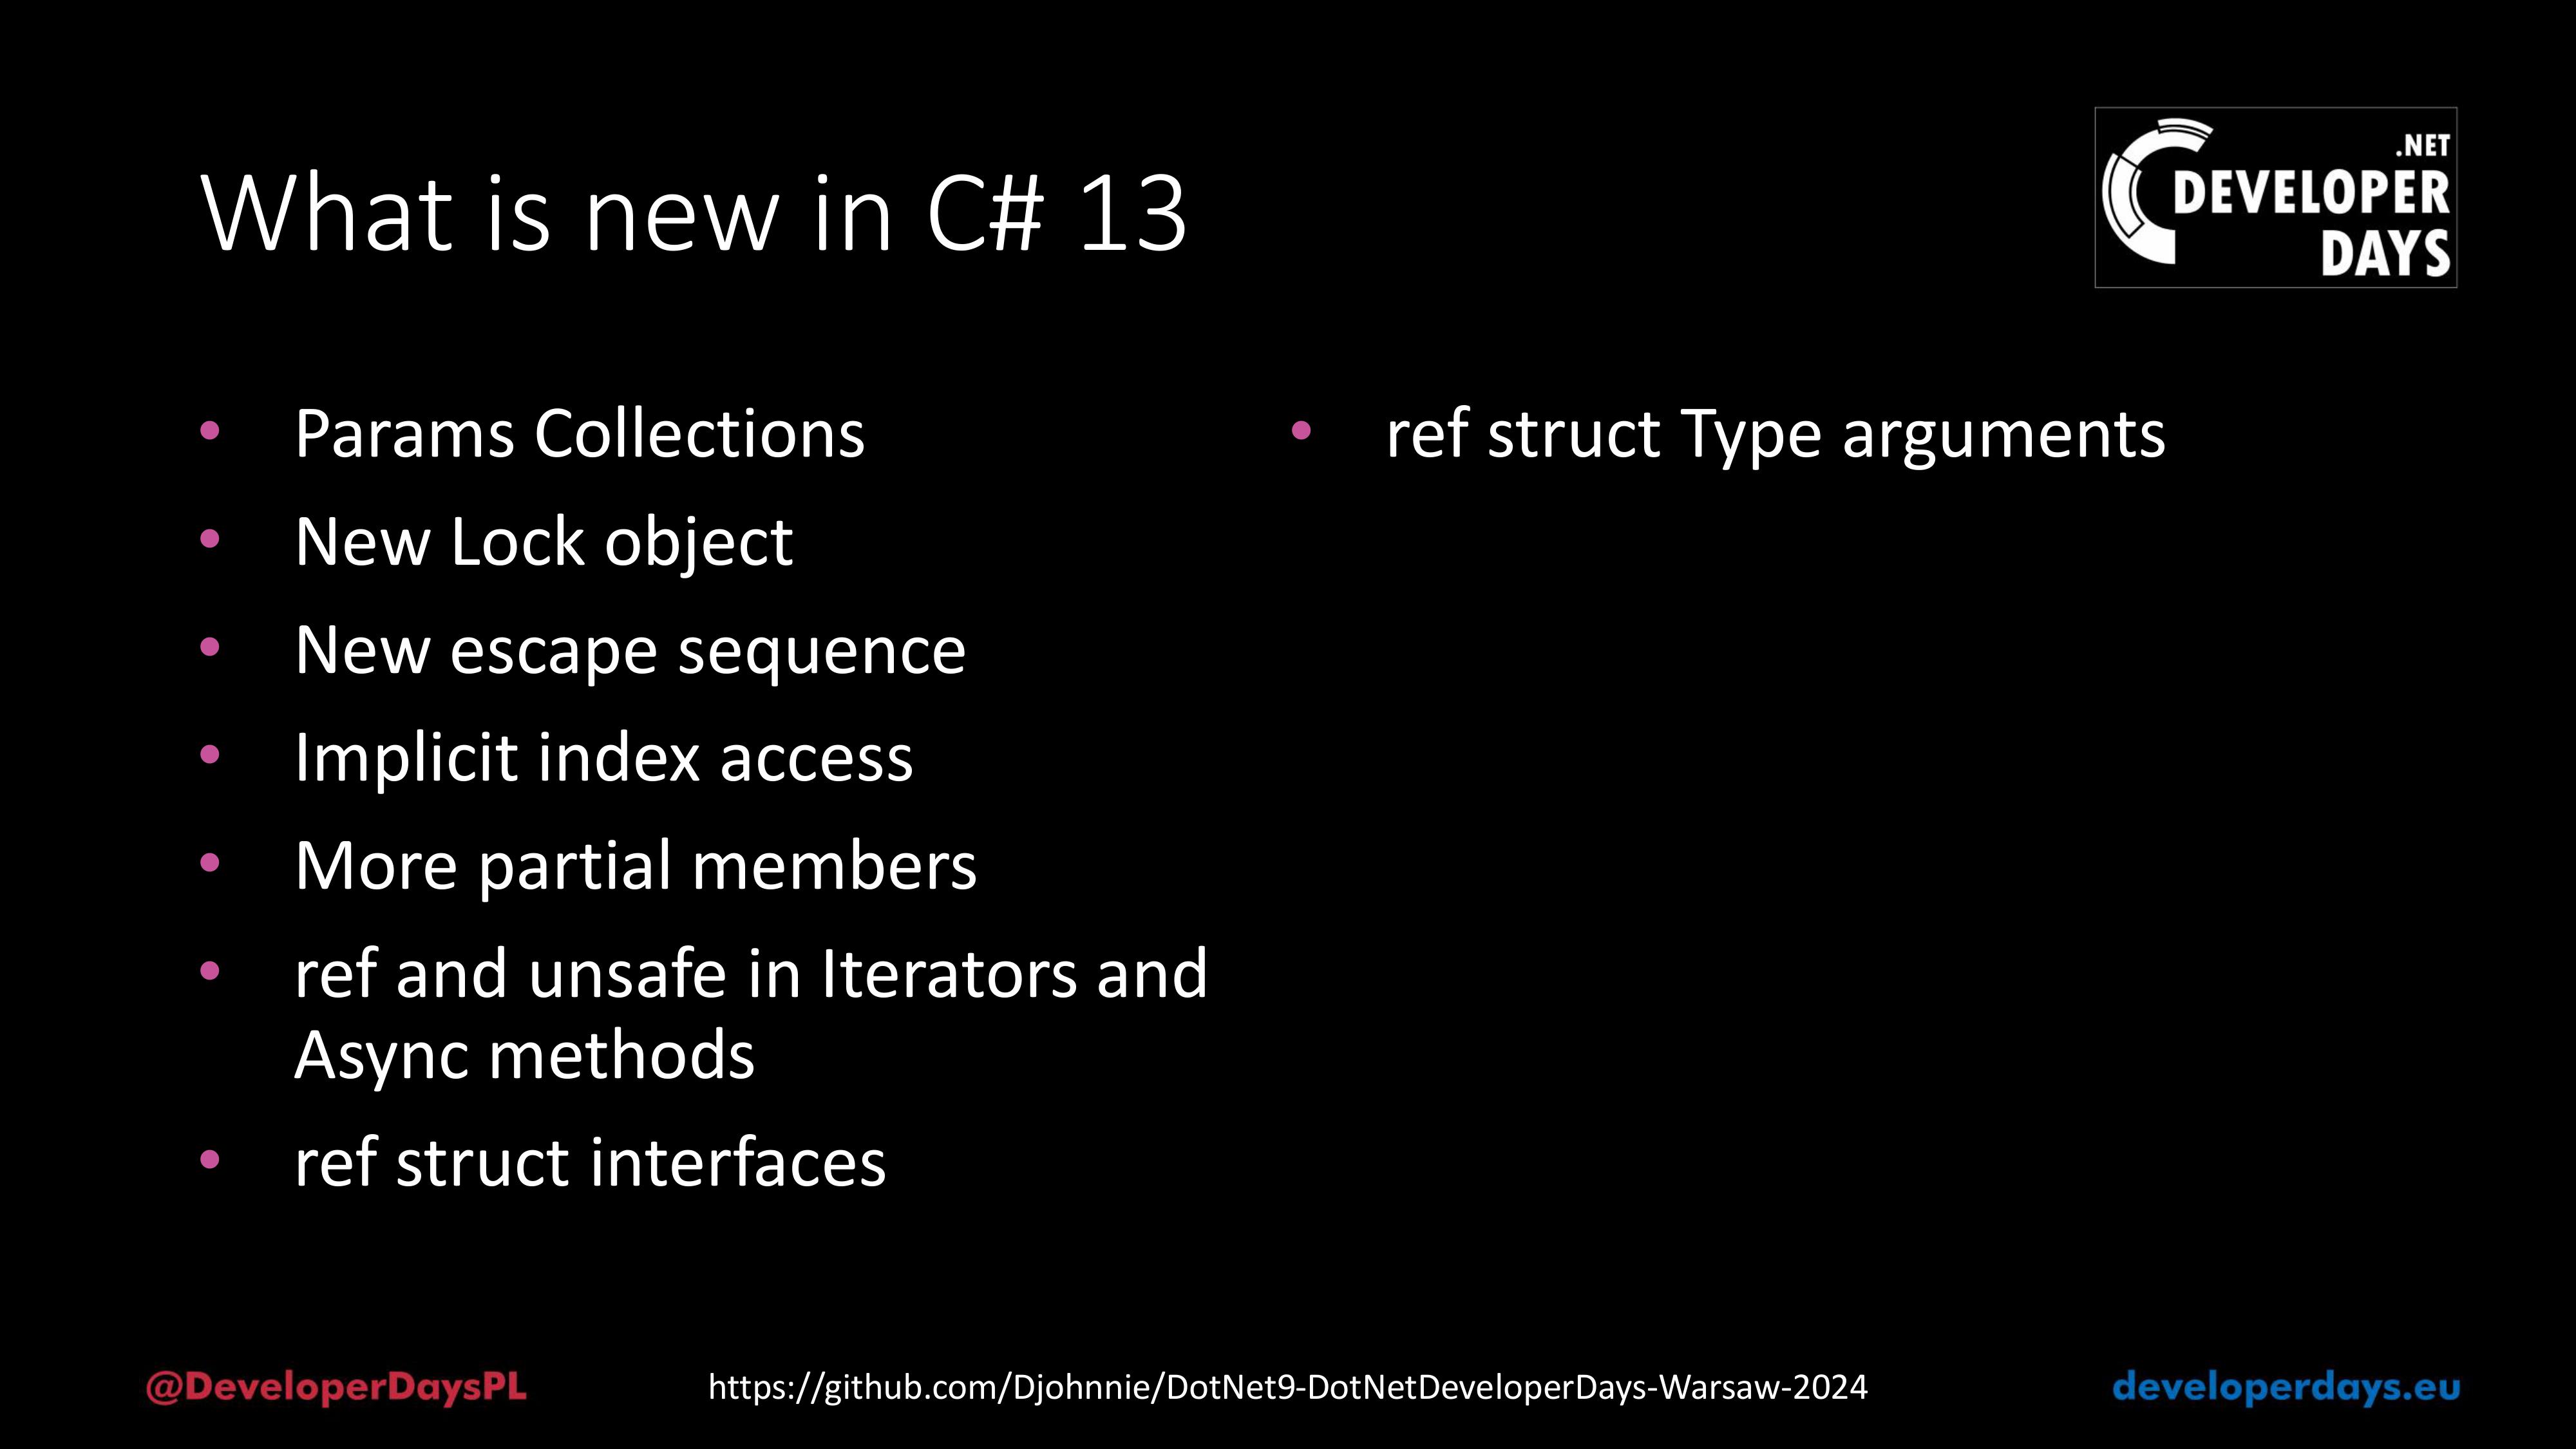 What is new in C# 13
.NET
DEVELOPER
DAYS
• Params Collections
• New Lock object
• New escape sequence
• Implicit index access
• More partial members
• ref and unsafe in Iterators and
Async methods
• ref struct interfaces
• ref struct Type arguments
@DeveloperDaysPL
https://github.com/Djohnnie/DotNet9-DotNetDeveloperDays-Warsaw-2024
developerdays.eu